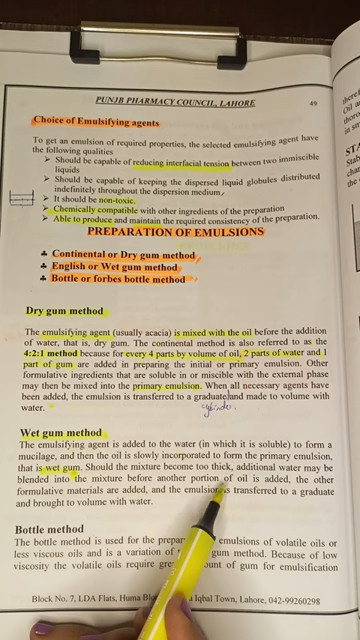 PUNJB PHARMACY COUNCIL, LAHORE
49
Choice of Emulsifying agents
To get an emulsion of required properties, the selected emulsifying agent have
the following qualities
➤ Should be capable of reducing interfacial tension between two immiscible
liquids
➤ Should be capable of keeping the dispersed liquid globules distributed
indefinitely throughout the dispersion medium
➤ It should be non-toxic.
➤ Chemically compatible with other ingredients of the preparation
➤ Able to produce and maintain the required consistency of the preparation.
PREPARATION OF EMULSIONS
♣ Continental or Dry gum method
♣ English or Wet gum method
♣ Bottle or forbes bottle method
Dry gum method
The emulsifying agent (usually acacia) is mixed with the oil before the addition
of water, that is, dry gum. The continental method is also referred to as the
4:2:1 method because for every 4 parts by volume of oil, 2 parts of water and 1
part of gum are added in preparing the initial or primary emulsion. Other
formulative ingredients that are soluble in or miscible with the external phase
may then be mixed into the primary emulsion. When all necessary agents have
been added, the emulsion is transferred to a graduate and made to volume with
cylinder.
water.
Wet gum method
The emulsifying agent is added to the water (in which it is soluble) to form a
mucilage, and then the oil is slowly incorporated to form the primary emulsion,
that is wet gum. Should the mixture become too thick, additional water may be
blended into the mixture before another portion of oil is added, the other
formulative materials are added, and the emulsion is transferred to a graduate
and brought to volume with water.
Bottle method
The bottle method is used for the prepar emulsions of volatile oils or
less viscous oils and is a variation of gum method. Because of low
viscosity the volatile oils require gre unt of gum for emulsification
Block No. 7, LDA Flats, Huma Blo Iqbal Town, Lahore, 042-99260298
there
Oil a
thoro
in sm
STA
Stab
char
the